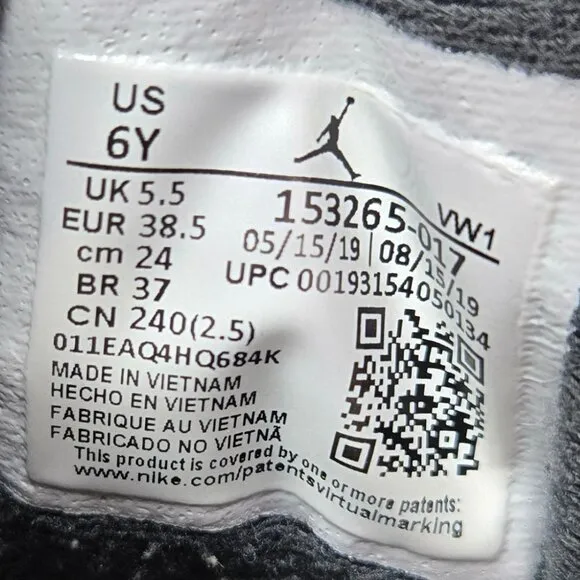 US
6Y
VW1
UK 5.5
EUR 38.5
cm 24
BR 37
CN 240(2.5)
153265-017
05/15/19 | 08/15/19
UPC 00193154050134
011EAQ4HQ684K
MADE IN VIETNAM
HECHO EN VIETNAM
FABRIQUE AU VIETNAM
FABRICADO NO VIETNÃ
This product is covered by one or more patents:
www.nike.com/patentsvirtualmarking